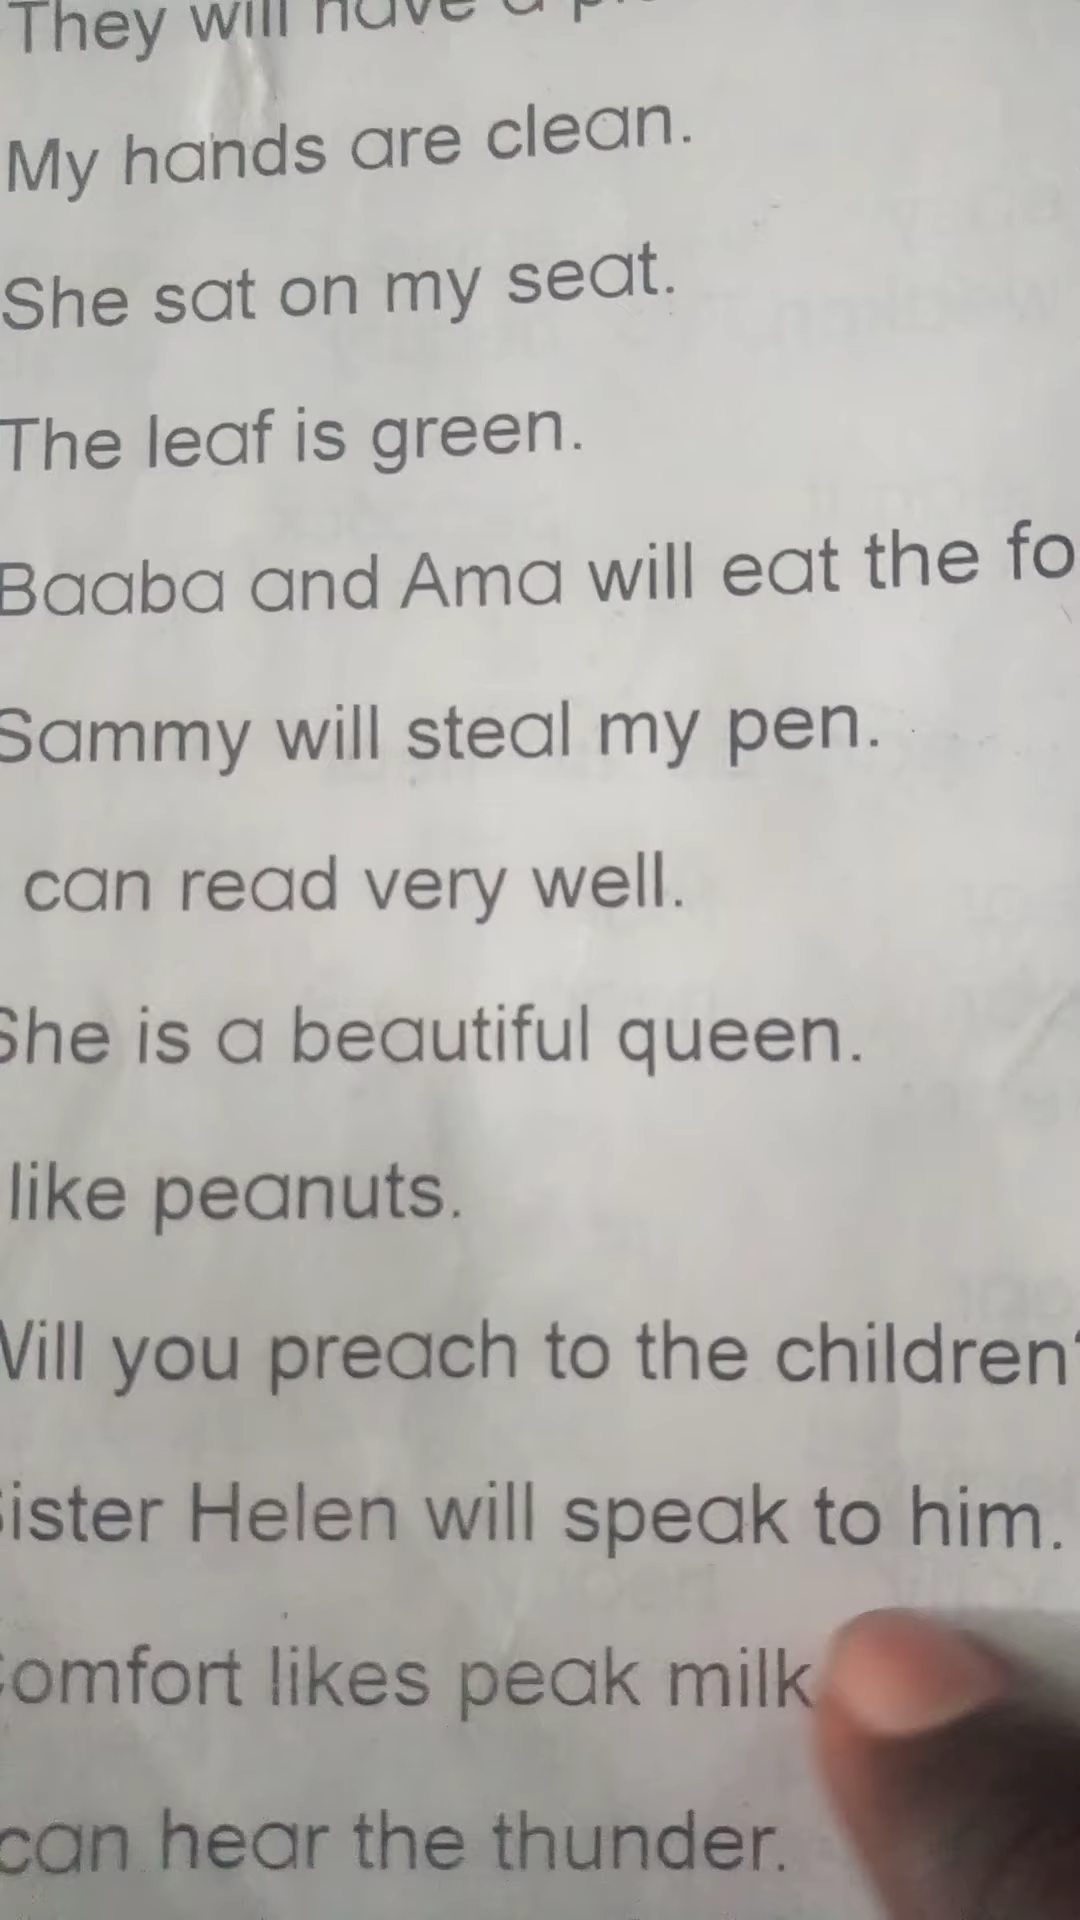 They will have a
My hands are clean.
She sat on my seat.
The leaf is green.
Baaba and Ama will eat the fo
Sammy will steal my pen.
can read very well.
She is a beautiful queen.
like peanuts.
Will you preach to the children?
Sister Helen will speak to him.
Comfort likes peak milk
can hear the thunder.